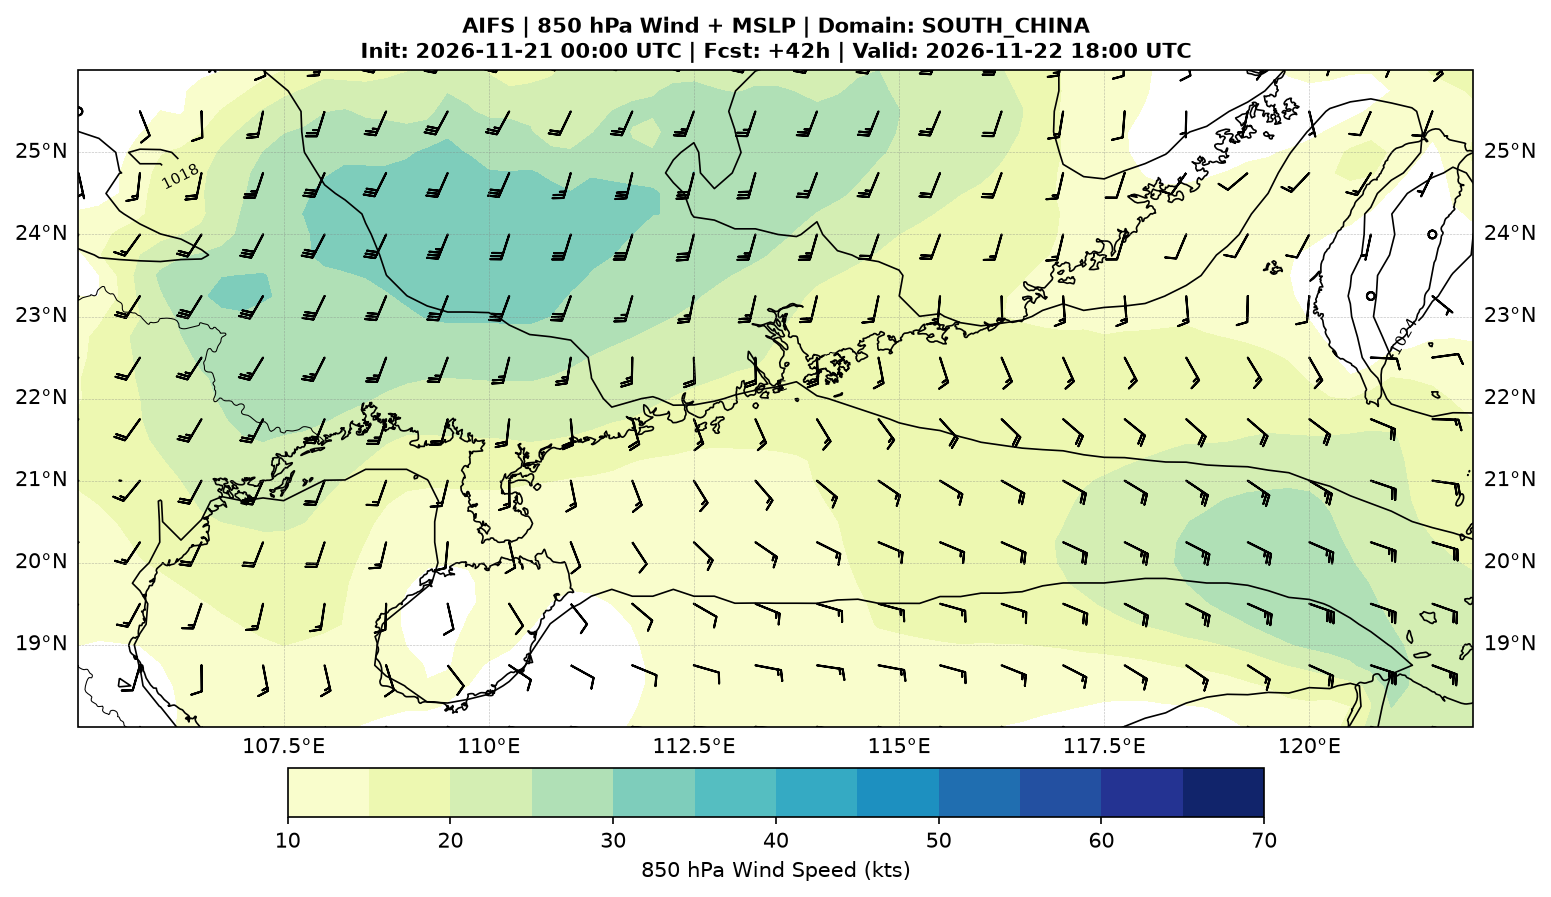 AIFS | 850 hPa Wind + MSLP | Domain: SOUTH_CHINA
Init: 2026-11-21 00:00 UTC | Fcst: +42h | Valid: 2026-11-22 18:00 UTC
25°N
25°N
1018
24°N
24°N
23°N
23°N
1024
22°N
22°N
21°N
21°N
20°N
20°N
19°N
19°N
107.5°E
110°E
112.5°E
115°E
117.5°E
120°E
10
20
30
40
50
60
70
850 hPa Wind Speed (kts)